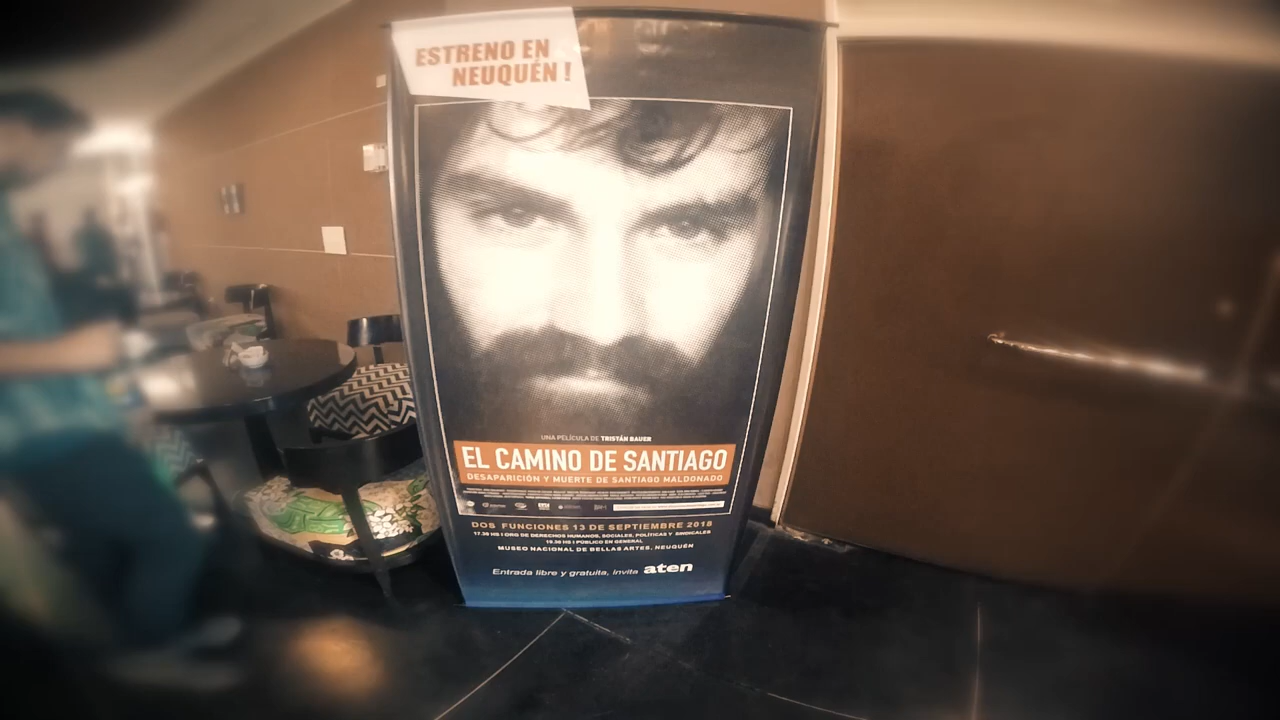 ESTRENO EN
NEUQUÉN !
UNA PELÍCULA DE TRISTÁN BAUER
EL CAMINO DE SANTIAGO
DESAPARICIÓN Y MUERTE DE SANTIAGO MALDONADO
DOS FUNCIONES 13 DE SEPTIEMBRE 2018
17.30 HS I ORG DE DERECHOS HUMANOS, SOCIALES, POLÍTICAS Y SINDICALES
19.30 HS I PÚBLICO EN GENERAL
MUSEO NACIONAL DE BELLAS ARTES, NEUQUÉN
Entrada libre y gratuita, invita aten